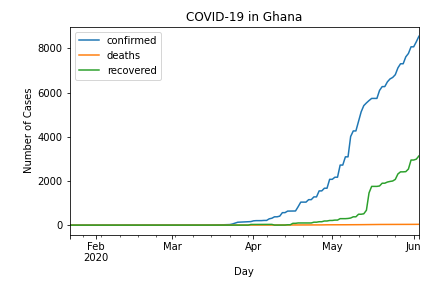 COVID-19 in Ghana
confirmed
deaths
recovered
Number of Cases
8000
6000
4000
2000
0
Feb
2020
Mar
Apr
May
Jun
Day